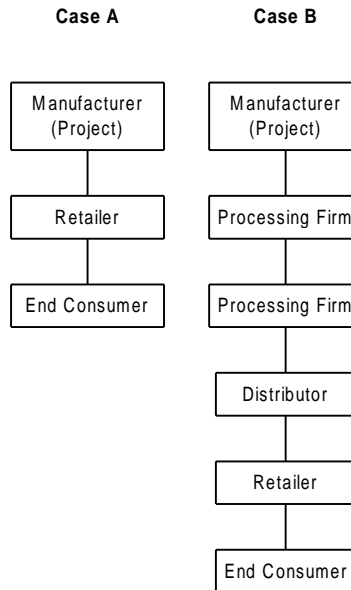 Case A
Manufacturer
(Project)
Retailer
End Consumer
Case B
Manufacturer
(Project)
Processing Firm
Processing Firm
Distributor
Retailer
End Consumer